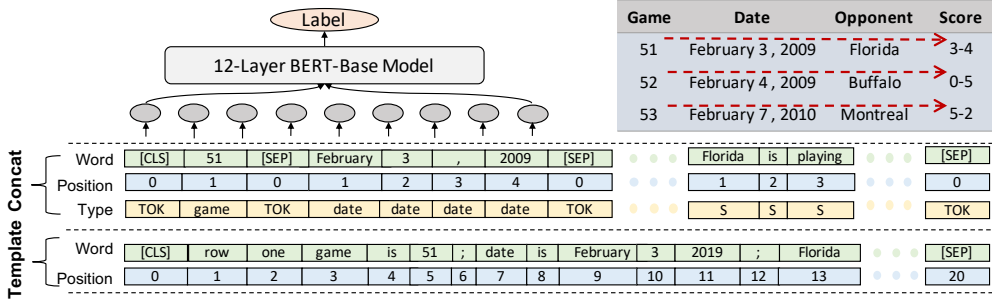 Label
12-Layer BERT-Base Model
Game Date Opponent Score
51 February 3 , 2009 Florida 3-4
52 February 4 , 2009 Buffalo 0-5
53 February 7 , 2010 Montreal 5-2
Concat
Word [CLS] 51 [SEP] February 3 , 2009 [SEP] Florida is playing [SEP]
Position 0 1 0 1 2 3 4 0 1 2 3 0
Type TOK game TOK date date date date TOK S S S TOK
Template
Word [CLS] row one game is 51 ; date is February 3 2019 ; Florida [SEP]
Position 0 1 2 3 4 5 6 7 8 9 10 11 12 13 20